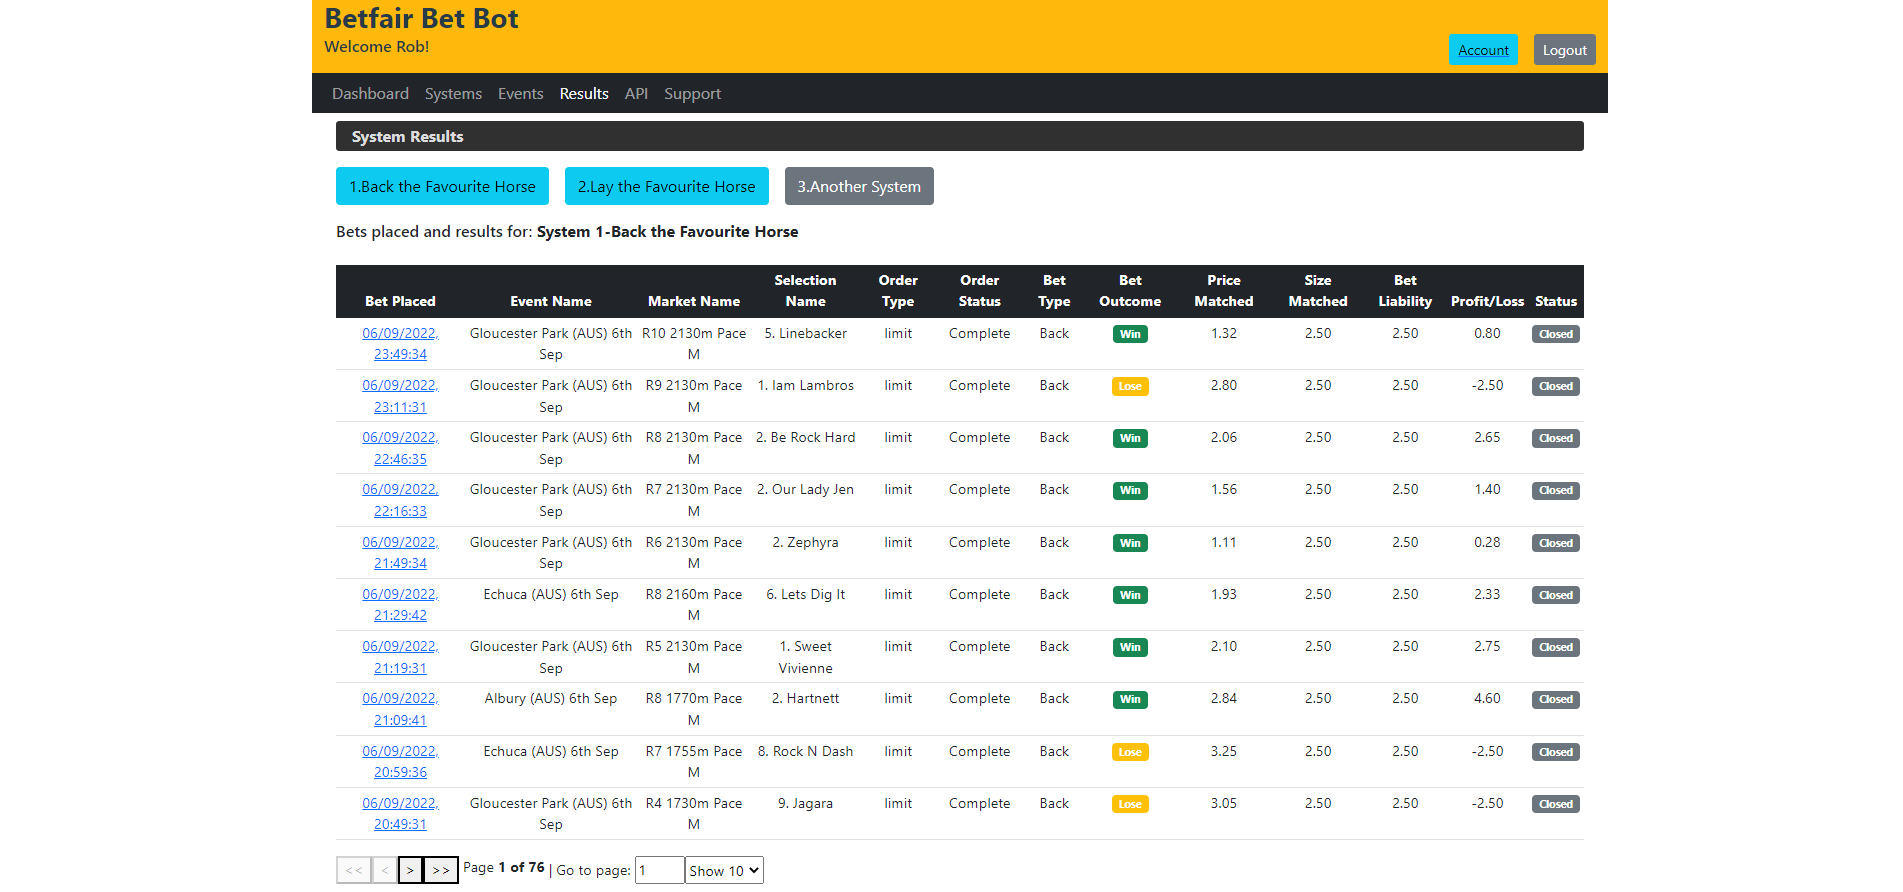 Betfair Bet Bot
Welcome Rob!
Account Logout
Dashboard Systems Events Results API Support
System Results
1.Back the Favourite Horse 2.Lay the Favourite Horse 3.Another System
Bets placed and results for: System 1-Back the Favourite Horse
Selection Order Order Bet Bet Price Size Bet
Bet Placed Event Name Market Name Name Type Status Type Outcome Matched Matched Liability Profit/Loss Status
06/09/2022, Gloucester Park (AUS) 6th R10 2130m Pace 5. Linebacker limit Complete Back Win 1.32 2.50 2.50 0.80 Closed
23:49:34 Sep M
06/09/2022, Gloucester Park (AUS) 6th R9 2130m Pace 1. Iam Lambros limit Complete Back Lose 2.80 2.50 2.50 -2.50 Closed
23:11:31 Sep M
06/09/2022, Gloucester Park (AUS) 6th R8 2130m Pace 2. Be Rock Hard limit Complete Back Win 2.06 2.50 2.50 2.65 Closed
22:46:35 Sep M
06/09/2022, Gloucester Park (AUS) 6th R7 2130m Pace 2. Our Lady Jen limit Complete Back Win 1.56 2.50 2.50 1.40 Closed
22:16:33 Sep M
06/09/2022, Gloucester Park (AUS) 6th R6 2130m Pace 2. Zephyra limit Complete Back Win 1.11 2.50 2.50 0.28 Closed
21:49:34 Sep M
06/09/2022, Echuca (AUS) 6th Sep R8 2160m Pace 6. Lets Dig It limit Complete Back Win 1.93 2.50 2.50 2.33 Closed
21:29:42 M
06/09/2022, Gloucester Park (AUS) 6th R5 2130m Pace 1. Sweet limit Complete Back Win 2.10 2.50 2.50 2.75 Closed
21:19:31 Sep M Vivienne
06/09/2022, Albury (AUS) 6th Sep R8 1770m Pace 2. Hartnett limit Complete Back Win 2.84 2.50 2.50 4.60 Closed
21:09:41 M
06/09/2022, Echuca (AUS) 6th Sep R7 1755m Pace 8. Rock N Dash limit Complete Back Lose 3.25 2.50 2.50 -2.50 Closed
20:59:36 M
06/09/2022, Gloucester Park (AUS) 6th R4 1730m Pace 9. Jagara limit Complete Back Lose 3.05 2.50 2.50 -2.50 Closed
20:49:31 Sep M
<< < > >> Page 1 of 76 | Go to page: 1 Show 10